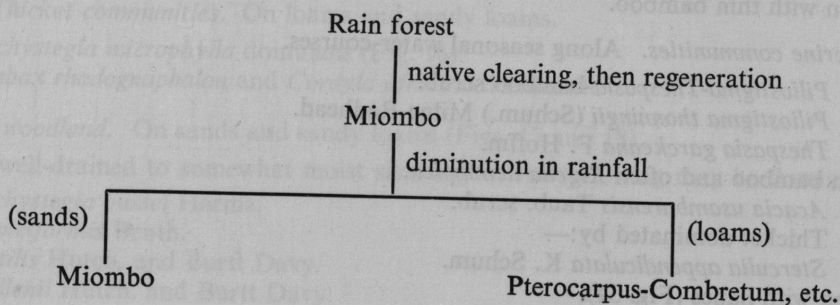 Rain forest
native clearing, then regeneration
Miombo
diminution in rainfall
(sands)
(loams)
Miombo
Pterocarpus-Combretum, etc.